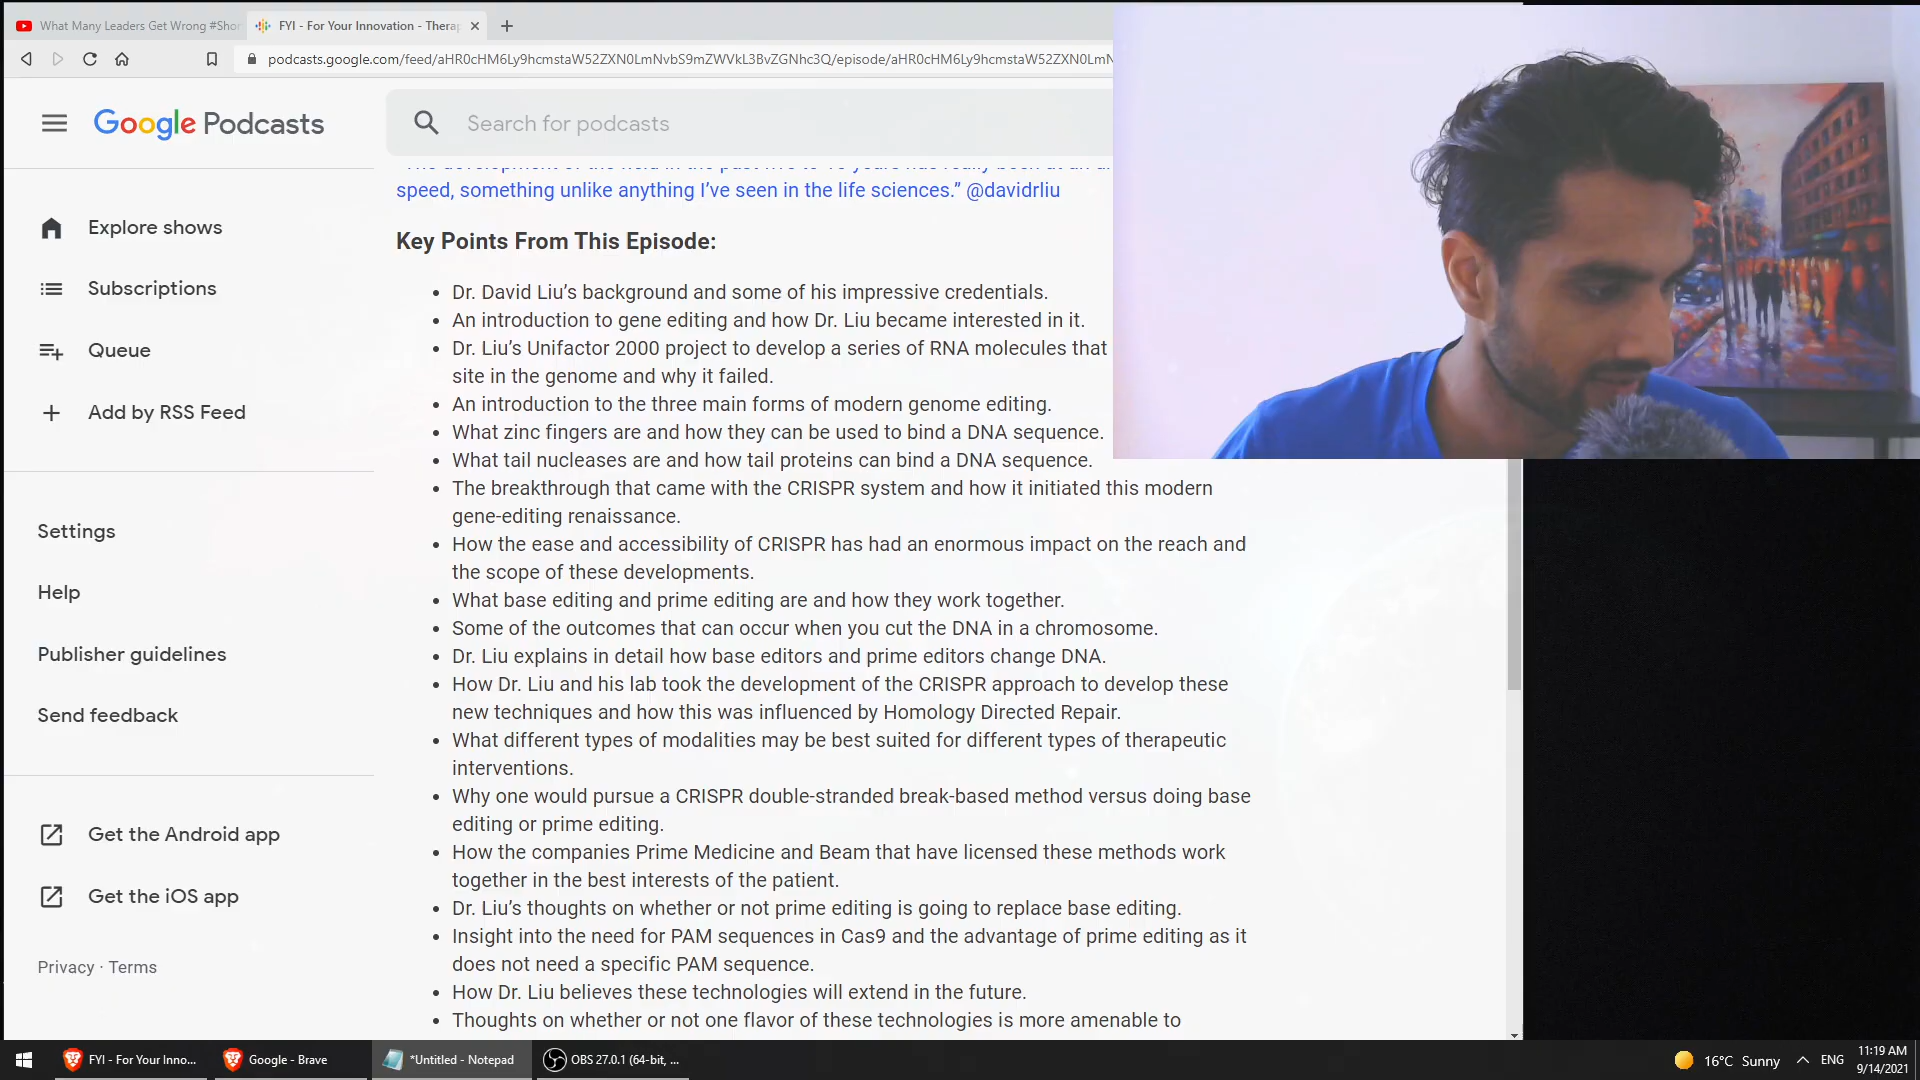 What Many Leaders Get Wrong #Shor
FYI - For Your Innovation - Therap
podcasts.google.com/feed/aHR0cHM6Ly9hcmstaW52ZXN0LmNvbS9mZWVkL3BvZGNhc3Q/episode/aHR0cHM6Ly9hcmstaW52ZXN0LmN
Google Podcasts
Search for podcasts
speed, something unlike anything I’ve seen in the life sciences.” @davidrliu
Explore shows
Subscriptions
Queue
Add by RSS Feed
Settings
Help
Publisher guidelines
Send feedback
Get the Android app
Get the iOS app
Privacy · Terms
Key Points From This Episode:
• Dr. David Liu’s background and some of his impressive credentials.
• An introduction to gene editing and how Dr. Liu became interested in it.
• Dr. Liu’s Unifactor 2000 project to develop a series of RNA molecules that
site in the genome and why it failed.
• An introduction to the three main forms of modern genome editing.
• What zinc fingers are and how they can be used to bind a DNA sequence.
• What tail nucleases are and how tail proteins can bind a DNA sequence.
• The breakthrough that came with the CRISPR system and how it initiated this modern
gene-editing renaissance.
• How the ease and accessibility of CRISPR has had an enormous impact on the reach and
the scope of these developments.
• What base editing and prime editing are and how they work together.
• Some of the outcomes that can occur when you cut the DNA in a chromosome.
• Dr. Liu explains in detail how base editors and prime editors change DNA.
• How Dr. Liu and his lab took the development of the CRISPR approach to develop these
new techniques and how this was influenced by Homology Directed Repair.
• What different types of modalities may be best suited for different types of therapeutic
interventions.
• Why one would pursue a CRISPR double-stranded break-based method versus doing base
editing or prime editing.
• How the companies Prime Medicine and Beam that have licensed these methods work
together in the best interests of the patient.
• Dr. Liu’s thoughts on whether or not prime editing is going to replace base editing.
• Insight into the need for PAM sequences in Cas9 and the advantage of prime editing as it
does not need a specific PAM sequence.
• How Dr. Liu believes these technologies will extend in the future.
• Thoughts on whether or not one flavor of these technologies is more amenable to
FYI - For Your Inno...
Google - Brave
*Untitled - Notepad
OBS 27.0.1 (64-bit, ...
16°C Sunny
ENG
11:19 AM
9/14/2021